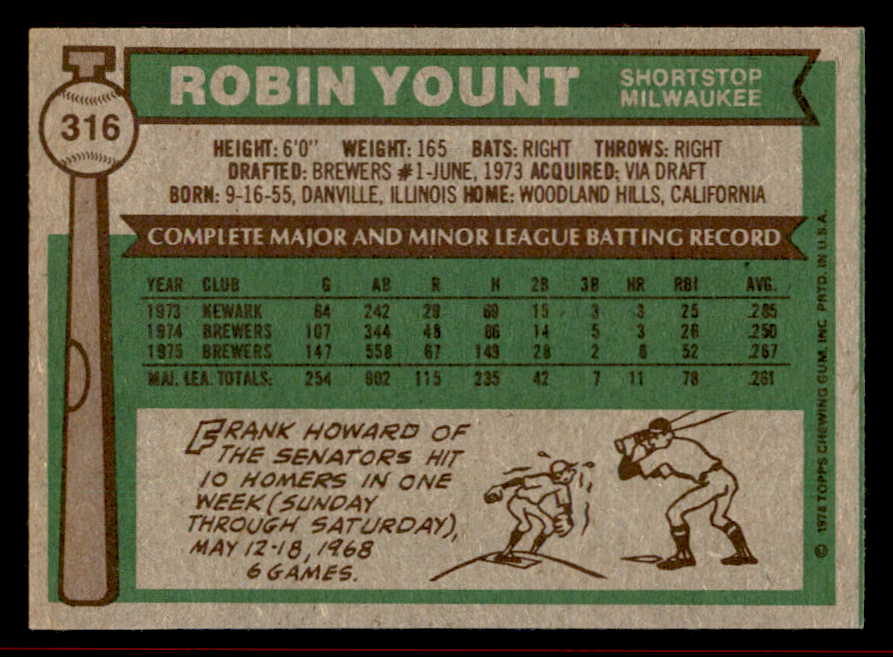 T
316
ROBIN YOUNT
SHORTSTOP
MILWAUKEE
HEIGHT: 6'0" WEIGHT: 165 BATS: RIGHT THROWS: RIGHT
DRAFTED: BREWERS #1-JUNE, 1973 ACQUIRED: VIA DRAFT
BORN: 9-16-55, DANVILLE, ILLINOIS HOME: WOODLAND HILLS, CALIFORNIA
COMPLETE MAJOR AND MINOR LEAGUE BATTING RECORD
YEAR CLUB G AB R H 2B 3B HR RBI AVG.
1973 NEWARK 64 242 29 69 15 3 3 25 .285
1974 BREWERS 107 344 48 86 14 5 3 26 .250
1975 BREWERS 147 558 67 149 28 2 8 52 .267
MAJ. LEA. TOTALS: 254 902 115 235 42 7 11 78 .261
FRANK HOWARD OF
THE SENATORS HIT
10 HOMERS IN ONE
WEEK (SUNDAY
THROUGH SATURDAY),
MAY 12-18, 1968
6 GAMES.
© 1976 TOPPS CHEWING GUM, INC. PRTD. IN U.S.A.